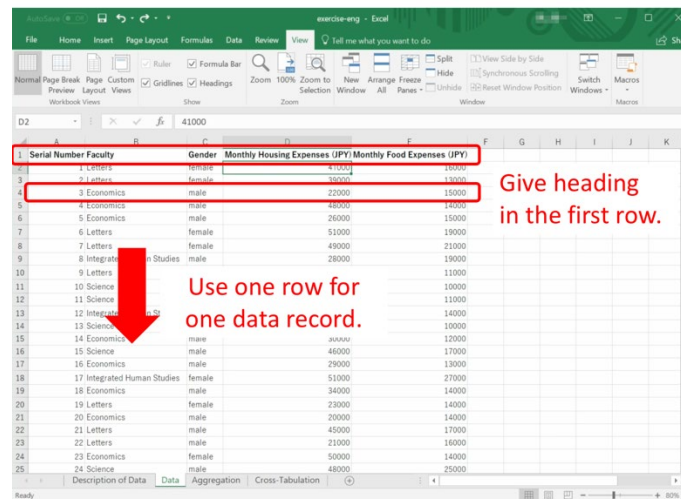 AutoSave Off
exercise-eng - Excel
File Home Insert Page Layout Formulas Data Review View Tell me what you want to do Sh
Normal Page Break Preview Page Layout Custom Views
Workbook Views
Ruler Formula Bar
Gridlines Headings
Show
Zoom 100% Zoom to Selection
Zoom
New Window Arrange All Freeze Panes
Split View Side by Side
Hide Synchronous Scrolling
Unhide Reset Window Position
Window
Switch Windows
Macros
Macros
D2 fx 41000
A B C D E F G H I J K
1 Serial Number Faculty Gender Monthly Housing Expenses (JPY) Monthly Food Expenses (JPY)
2 1 Letters female 41000 16000
3 2 Letters female 39000 13000
4 3 Economics male 22000 15000
5 4 Economics male 48000 14000
6 5 Economics male 26000 15000
7 6 Letters female 51000 19000
8 7 Letters female 49000 21000
9 8 Integrated Human Studies male 28000 19000
10 9 Letters 11000
11 10 Science 10000
12 11 Science 11000
13 12 Integrated 14000
14 13 Science 10000
15 14 Economics male 12000
16 15 Science male 46000 17000
17 16 Economics male 29000 13000
18 17 Integrated Human Studies female 51000 27000
19 18 Economics male 34000 14000
20 19 Letters female 23000 14000
21 20 Economics male 20000 14000
22 21 Letters male 45000 17000
23 22 Letters male 21000 16000
24 23 Economics female 50000 14000
25 24 Science male 48000 25000
Give heading
in the first row.
Use one row for
one data record.
Description of Data Data Aggregation Cross-Tabulation
Ready
80%